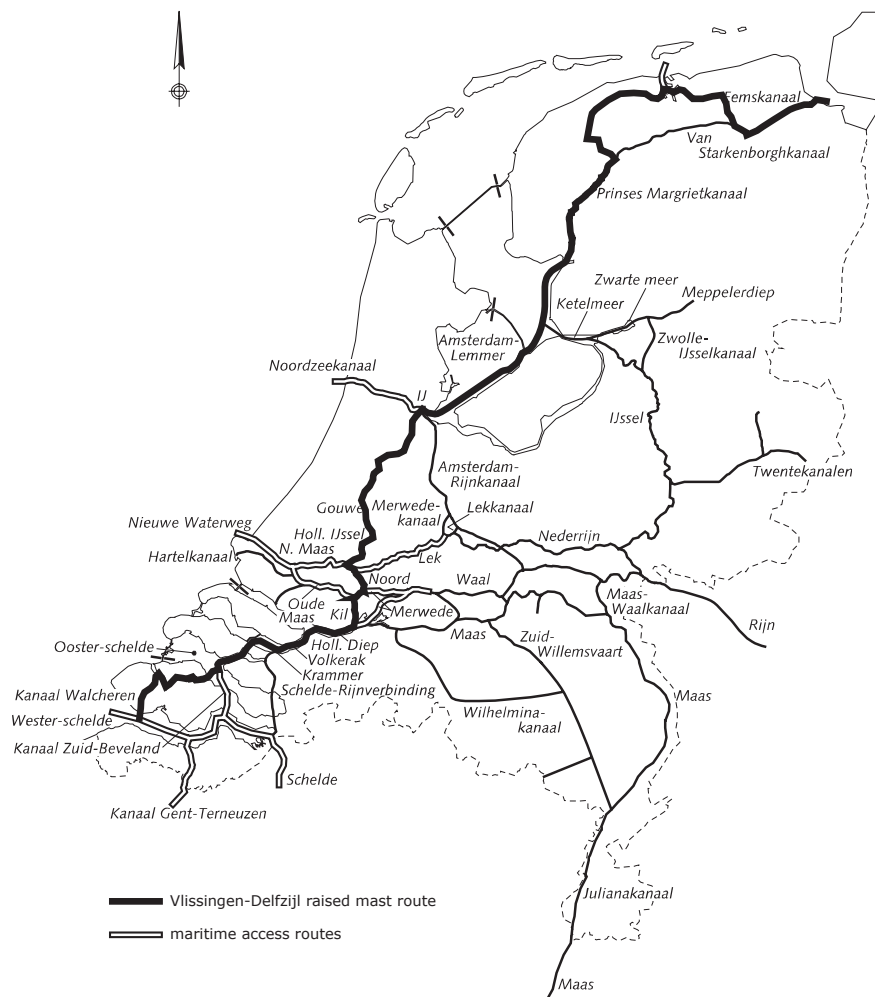 Eemskanaal
Van
Starkenborghkanaal
Prinses Margrietkanaal
Zwarte meer
Ketelmeer
Meppelerdiep
Amsterdam-
Lemmer
Zwolle-
IJsselkanaal
Noordzeekanaal
IJ
IJssel
Amsterdam-
Rijnkanaal
Twentekanalen
Gouwe
Merwede-
kanaal
Lekkanaal
Nieuwe Waterweg
Holl. IJssel
N. Maas
Nederrijn
Hartelkanaal
Lek
Noord
Waal
Oude
Maas
Kil
Merwede
Maas-
Waalkanaal
Rijn
Maas
Zuid-
Willemsvaart
Ooster-schelde
Holl. Diep
Volkerak
Krammer
Schelde-Rijnverbinding
Kanaal Walcheren
Maas
Wester-schelde
Wilhelmina-
kanaal
Kanaal Zuid-Beveland
Schelde
Kanaal Gent-Terneuzen
Julianakanaal
Vlissingen-Delfzijl raised mast route
maritime access routes
Maas